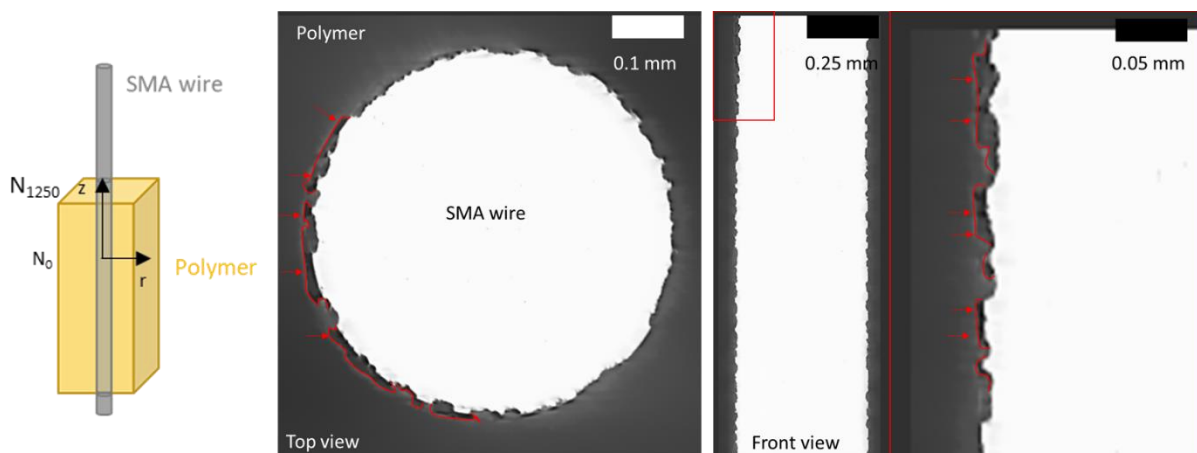 SMA wire
N1250
z
N0
r
Polymer
Polymer
0.1 mm
SMA wire
Top view
0.25 mm
Front view
0.05 mm